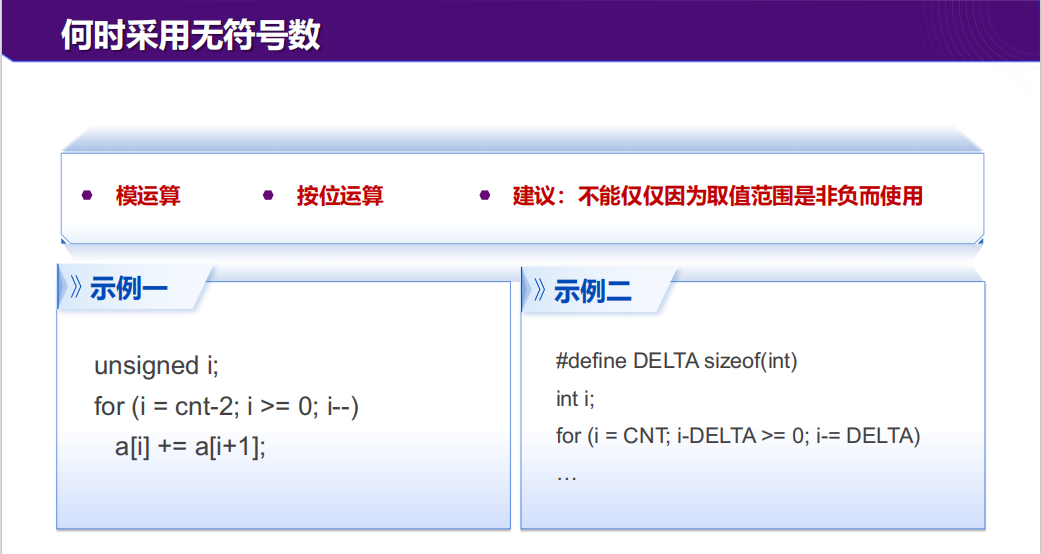 何时采用无符号数
模运算
按位运算
建议：不能仅仅因为取值范围是非负而使用
示例一
unsigned i;
for (i = cnt-2; i >= 0; i--)
a[i] += a[i+1];
示例二
#define DELTA sizeof(int)
int i;
for (i = CNT; i-DELTA >= 0; i-= DELTA)
…